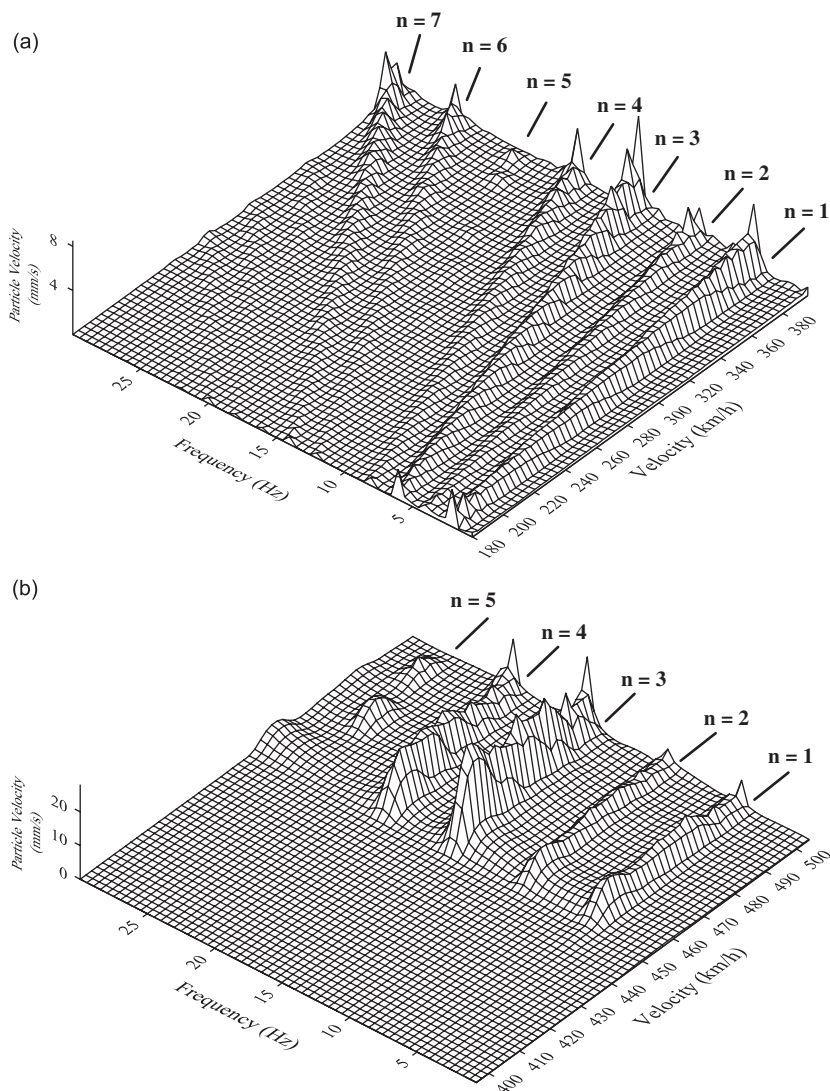 (a)
n = 7
n = 6
n = 5
n = 4
n = 3
n = 2
n = 1
8
4
Particle Velocity
(mm/s)
25
20
15
10
5
Frequency (Hz)
180
200
220
240
260
280
300
320
340
360
380
Velocity (km/h)
(b)
n = 5
n = 4
n = 3
n = 2
n = 1
20
10
0
Particle Velocity
(mm/s)
25
20
15
10
5
Frequency (Hz)
400
410
420
430
440
450
460
470
480
490
500
Velocity (km/h)